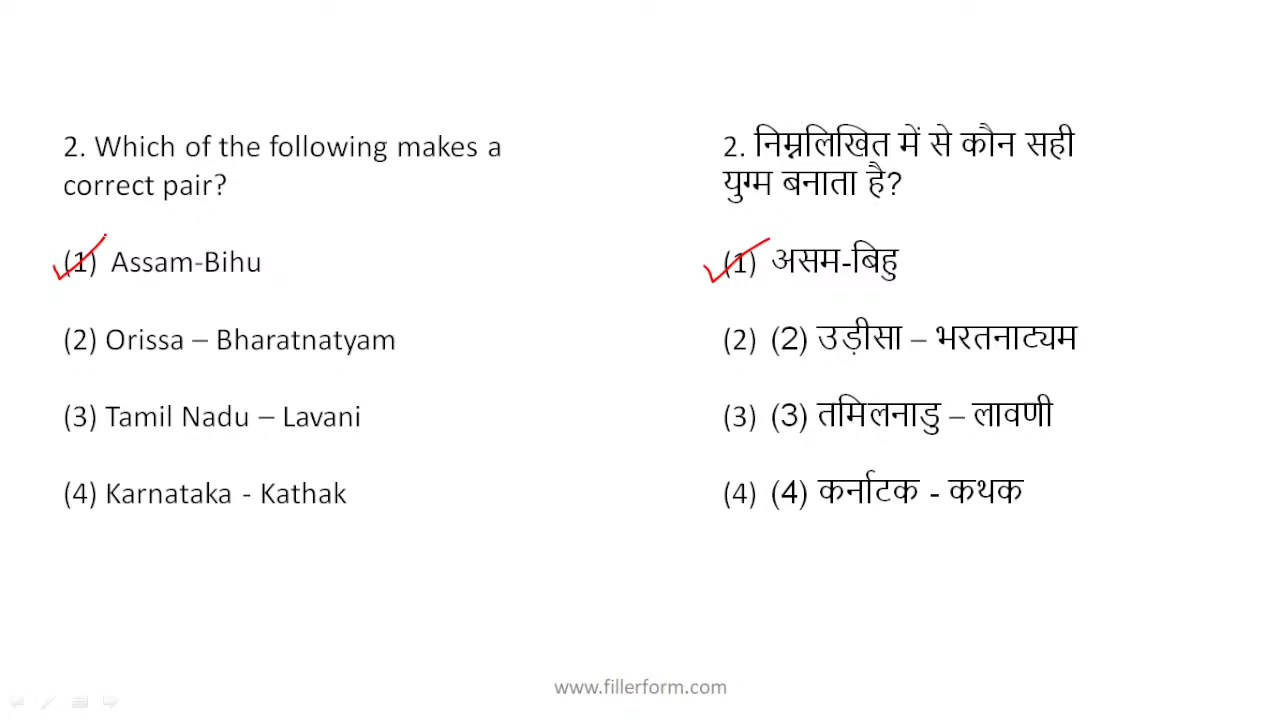 2. Which of the following makes a
correct pair?
(1) Assam-Bihu
(2) Orissa – Bharatnatyam
(3) Tamil Nadu – Lavani
(4) Karnataka - Kathak
2. निम्नलिखित में से कौन सही
युग्म बनाता है?
(1) असम-बिहु
(2) (2) उड़ीसा – भरतनाट्यम
(3) (3) तमिलनाडु – लावणी
(4) (4) कर्नाटक - कथक
www.fillerform.com